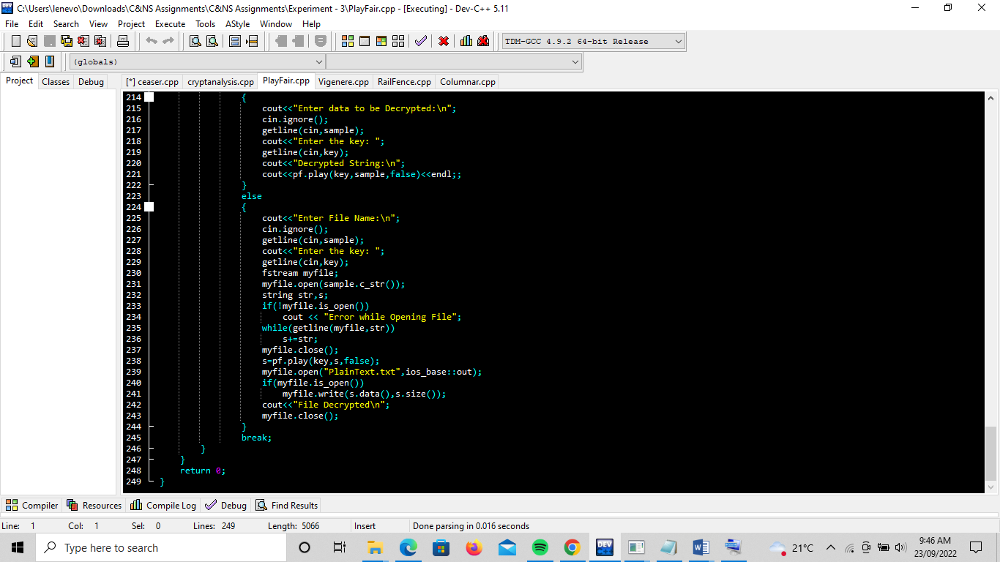 C:\Users\lenevo\Downloads\C&NS Assignments\C&NS Assignments\Experiment - 3\PlayFair.cpp - [Executing] - Dev-C++ 5.11
File Edit Search View Project Execute Tools AStyle Window Help
TDM-GCC 4.9.2 64-bit Release
(globals)
Project Classes Debug [*] ceaser.cpp cryptanalysis.cpp PlayFair.cpp Vigenere.cpp RailFence.cpp Columnar.cpp
214 {
215 cout<<"Enter data to be Decrypted:\n";
216 cin.ignore();
217 getline(cin,sample);
218 cout<<"Enter the key: ";
219 getline(cin,key);
220 cout<<"Decrypted String:\n";
221 cout<<pf.play(key,sample,false)<<endl;;
222 }
223 else
224 {
225 cout<<"Enter File Name:\n";
226 cin.ignore();
227 getline(cin,sample);
228 cout<<"Enter the key: ";
229 getline(cin,key);
230 fstream myfile;
231 myfile.open(sample.c_str());
232 string str,s;
233 if(!myfile.is_open())
234 cout << "Error while Opening File";
235 while(getline(myfile,str))
236 s+=str;
237 myfile.close();
238 s=pf.play(key,s,false);
239 myfile.open("PlainText.txt",ios_base::out);
240 if(myfile.is_open())
241 myfile.write(s.data(),s.size());
242 cout<<"File Decrypted\n";
243 myfile.close();
244 }
245 break;
246 }
247 }
248 return 0;
249 }
Compiler Resources Compile Log Debug Find Results
Line: 1 Col: 1 Sel: 0 Lines: 249 Length: 5066 Insert Done parsing in 0.016 seconds
Type here to search DEV 21°C 9:46 AM
23/09/2022